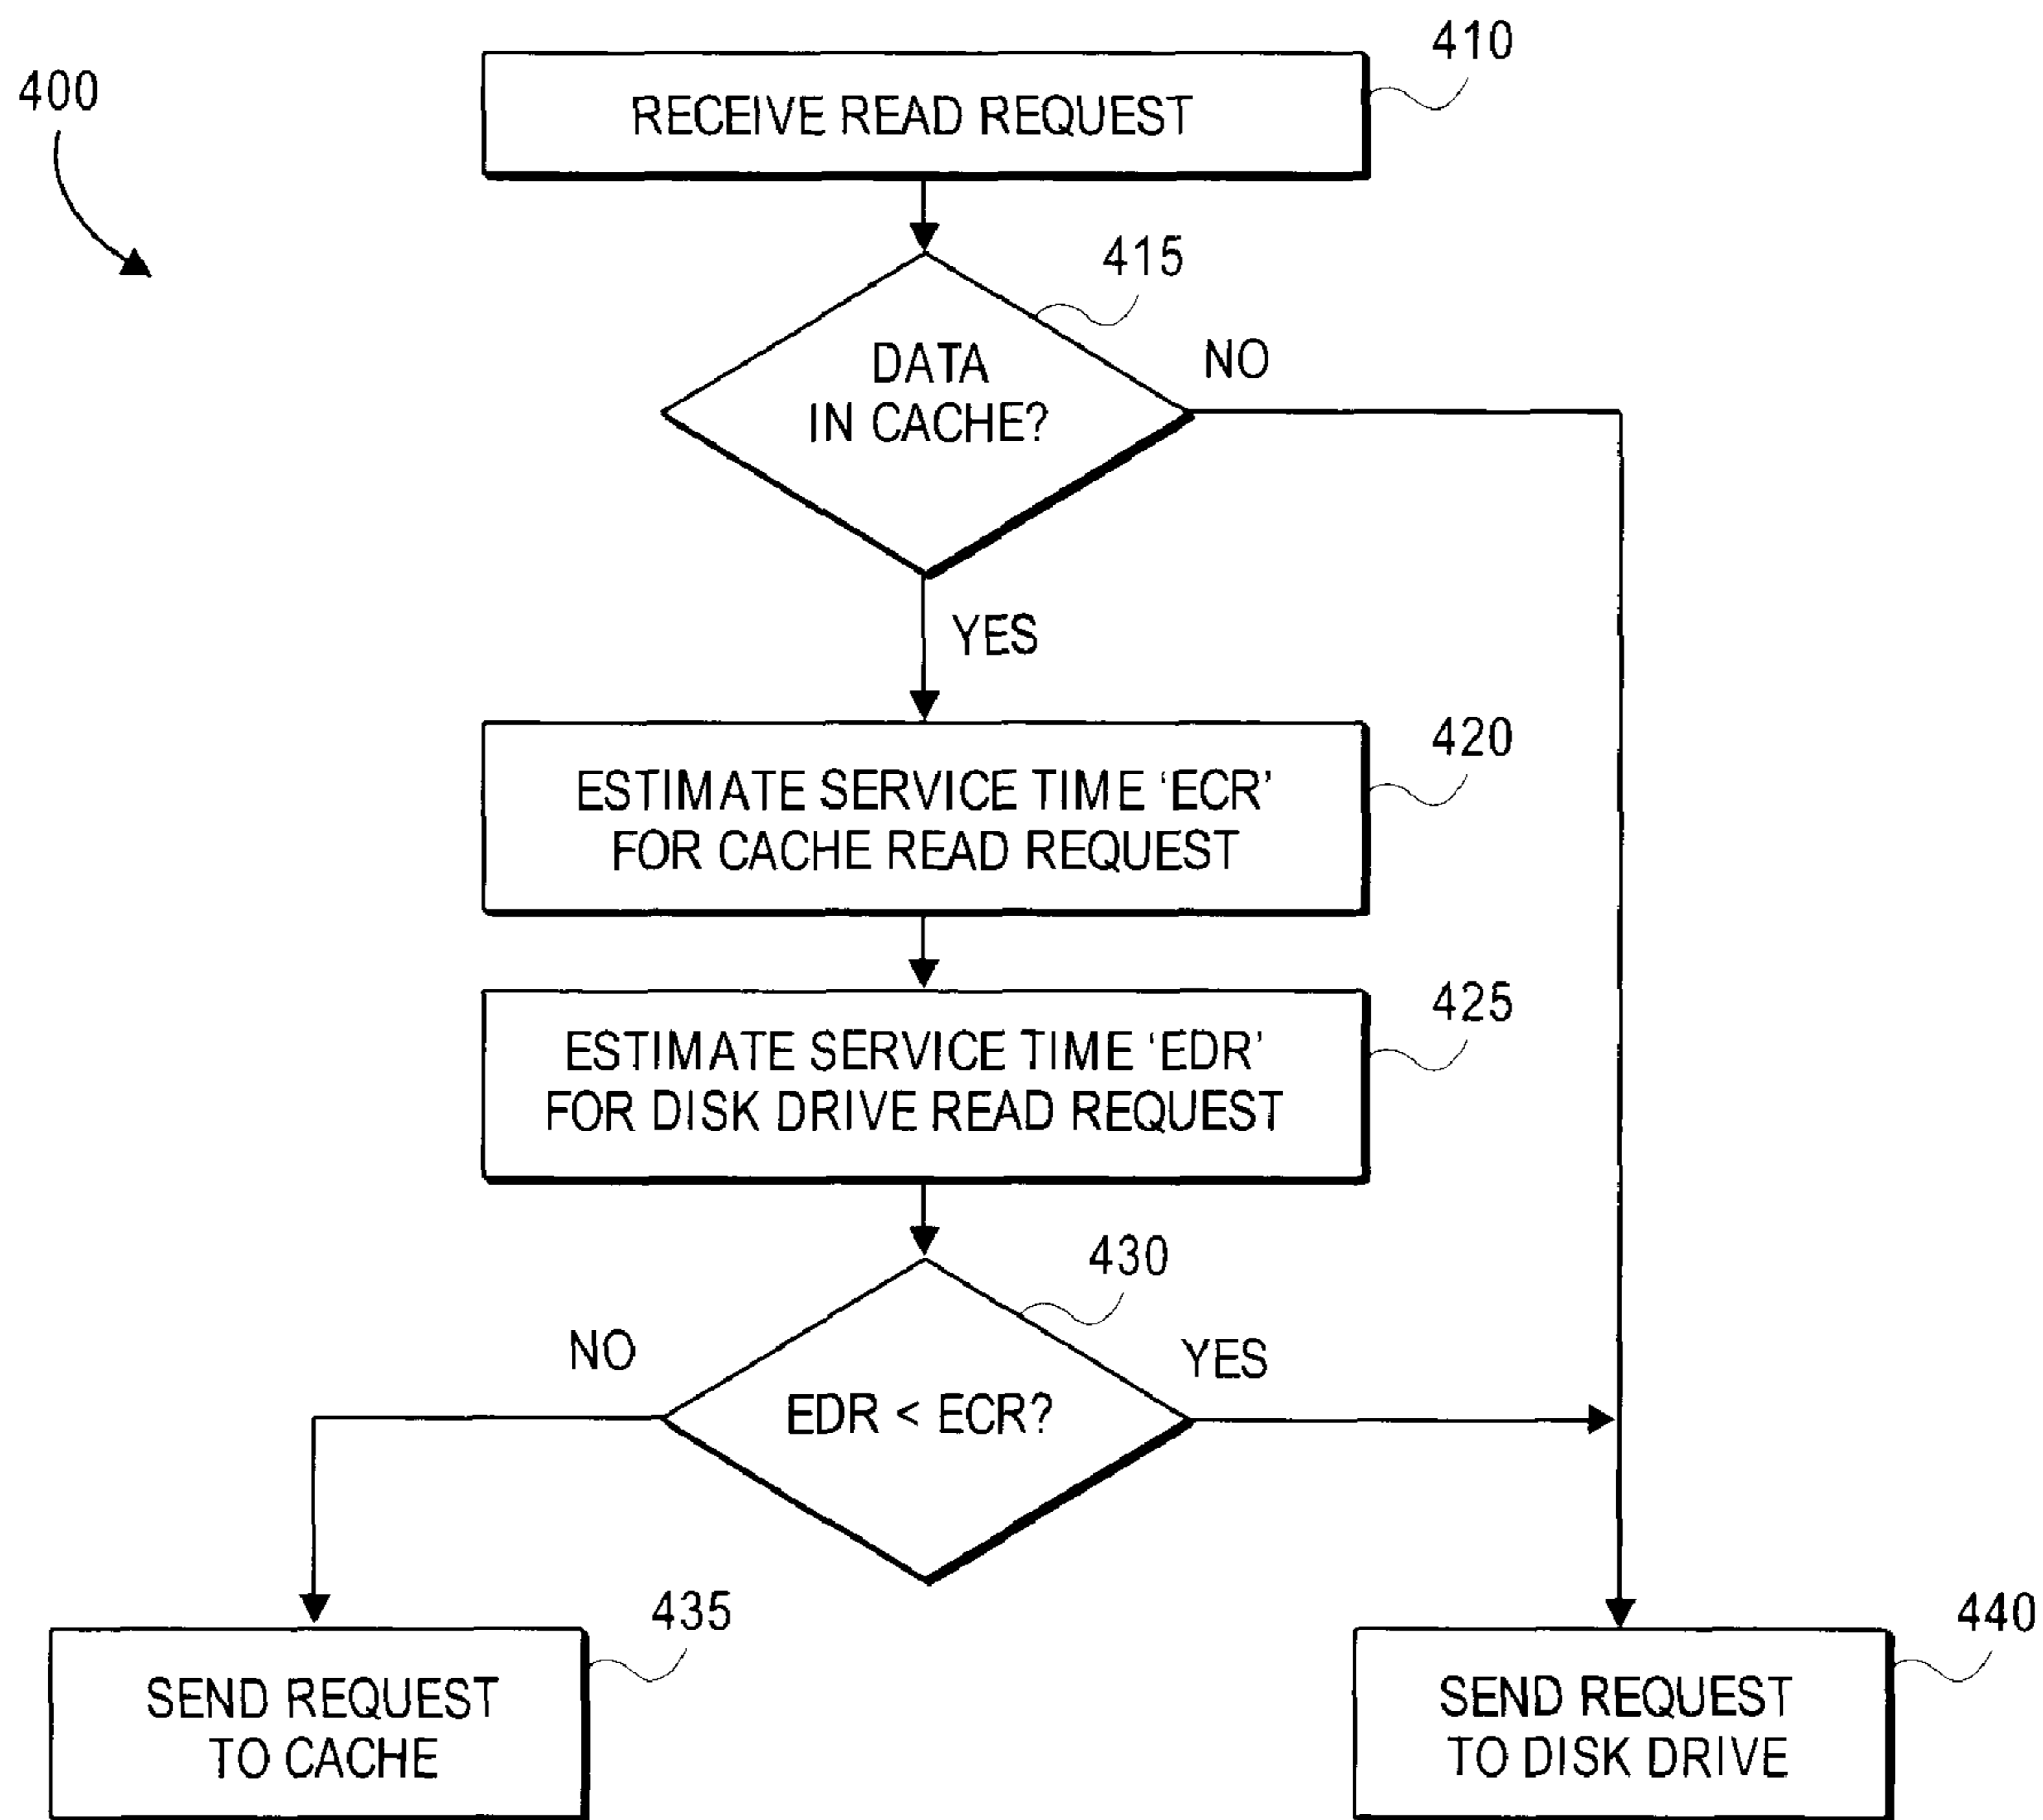 400
RECEIVE READ REQUEST
410
DATA
IN CACHE?
415
NO
YES
ESTIMATE SERVICE TIME ‘ECR’
FOR CACHE READ REQUEST
420
ESTIMATE SERVICE TIME ‘EDR’
FOR DISK DRIVE READ REQUEST
425
EDR < ECR?
430
NO
YES
SEND REQUEST
TO CACHE
435
SEND REQUEST
TO DISK DRIVE
440